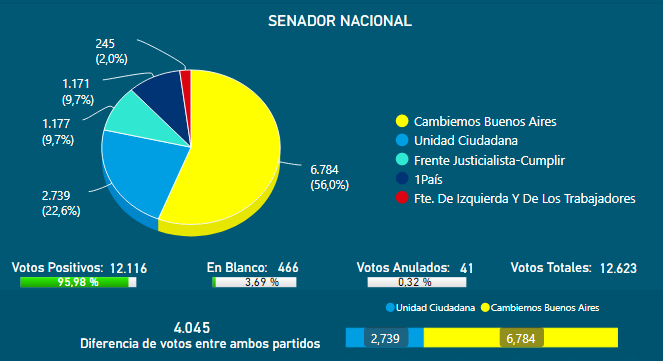 SENADOR NACIONAL
245
(2,0%)
1.171
(9,7%)
1.177
(9,7%)
2.739
(22,6%)
6.784
(56,0%)
Cambiemos Buenos Aires
Unidad Ciudadana
Frente Justicialista-Cumplir
1País
Fte. De Izquierda Y De Los Trabajadores
Votos Positivos: 12.116
95,98 %
En Blanco: 466
3,69 %
Votos Anulados: 41
0,32 %
Votos Totales: 12.623
4.045
Diferencia de votos entre ambos partidos
Unidad Ciudadana Cambiemos Buenos Aires
2,739 6,784